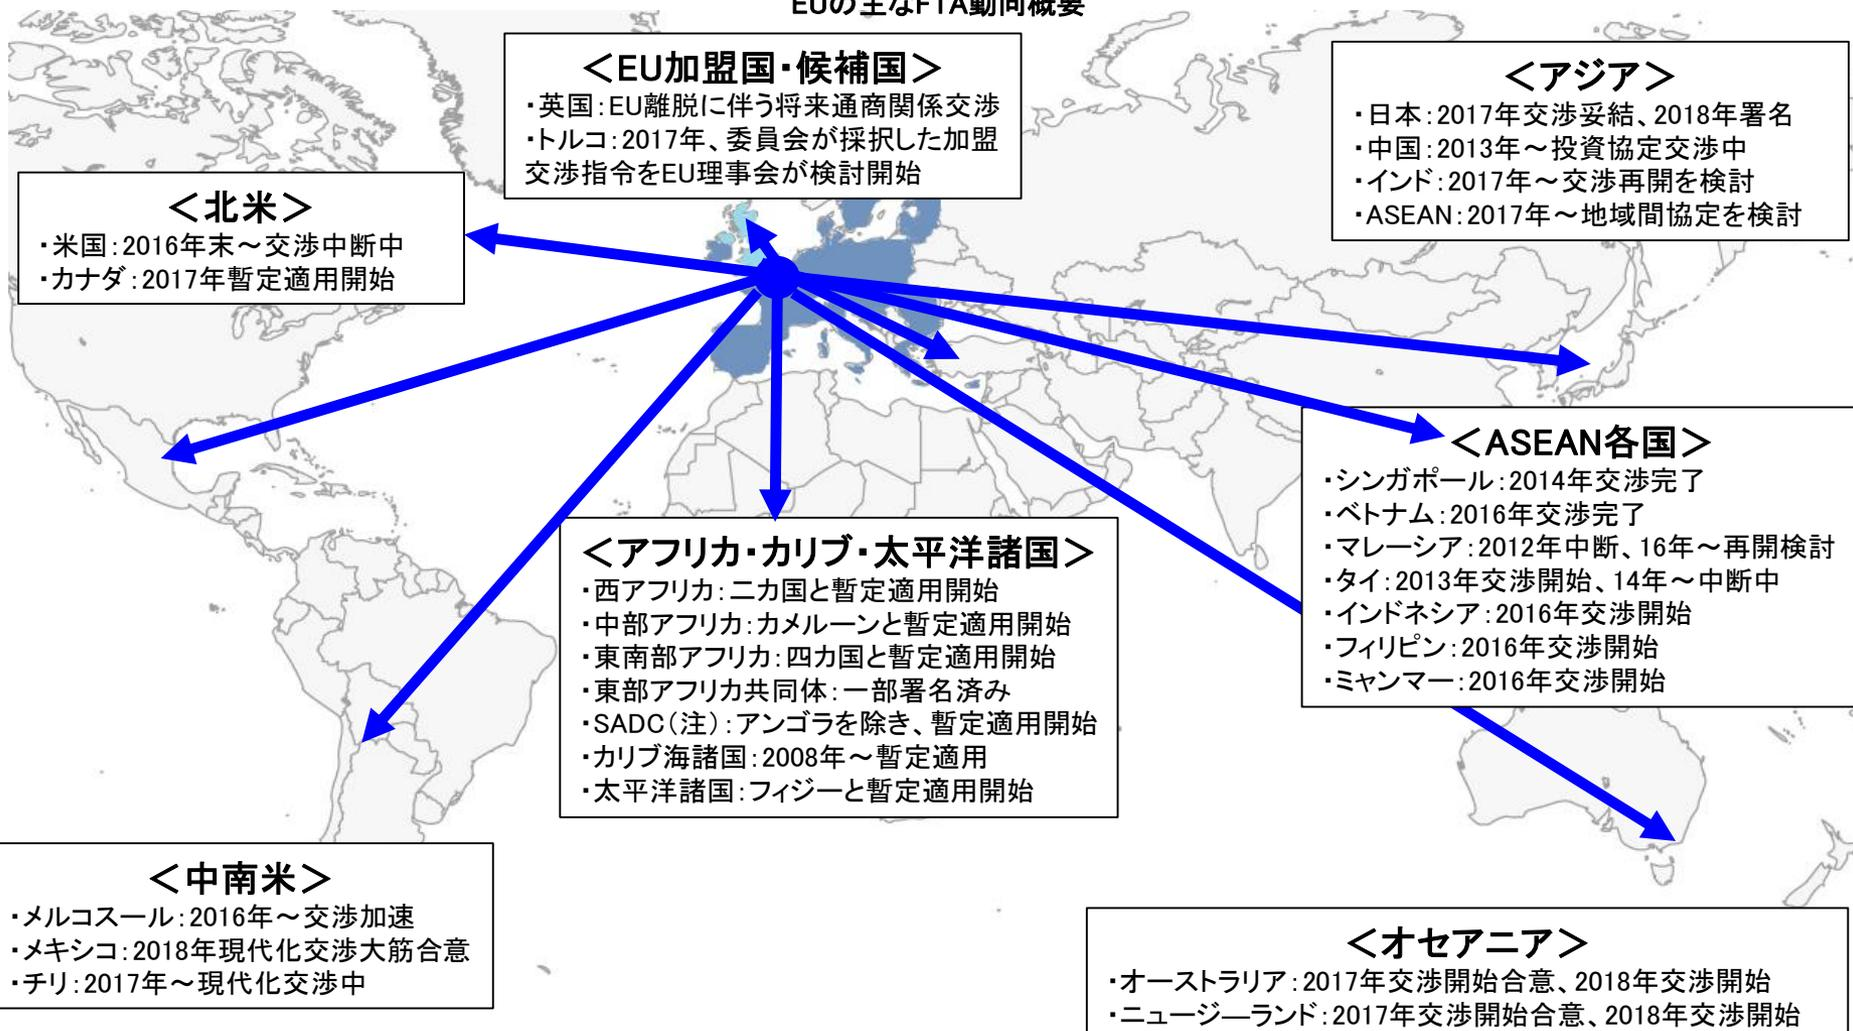 EUの主なFTA動向概要
＜EU加盟国・候補国＞
・英国：EU離脱に伴う将来通商関係交渉
・トルコ：2017年、委員会が採択した加盟
交渉指令をEU理事会が検討開始
＜アジア＞
・日本：2017年交渉妥結、2018年署名
・中国：2013年～投資協定交渉中
・インド：2017年～交渉再開を検討
・ASEAN：2017年～地域間協定を検討
＜北米＞
・米国：2016年末～交渉中断中
・カナダ：2017年暫定適用開始
＜ASEAN各国＞
・シンガポール：2014年交渉完了
・ベトナム：2016年交渉完了
・マレーシア：2012年中断、16年～再開検討
・タイ：2013年交渉開始、14年～中断中
・インドネシア：2016年交渉開始
・フィリピン：2016年交渉開始
・ミャンマー：2016年交渉開始
＜アフリカ・カリブ・太平洋諸国＞
・西アフリカ：二カ国と暫定適用開始
・中部アフリカ：カメルーンと暫定適用開始
・東南部アフリカ：四カ国と暫定適用開始
・東部アフリカ共同体：一部署名済み
・SADC（注）：アンゴラを除き、暫定適用開始
・カリブ海諸国：2008年～暫定適用
・太平洋諸国：フィジーと暫定適用開始
＜中南米＞
・メルコスール：2016年～交渉加速
・メキシコ：2018年現代化交渉大筋合意
・チリ：2017年～現代化交渉中
＜オセアニア＞
・オーストラリア：2017年交渉開始合意、2018年交渉開始
・ニュージ―ランド：2017年交渉開始合意、2018年交渉開始